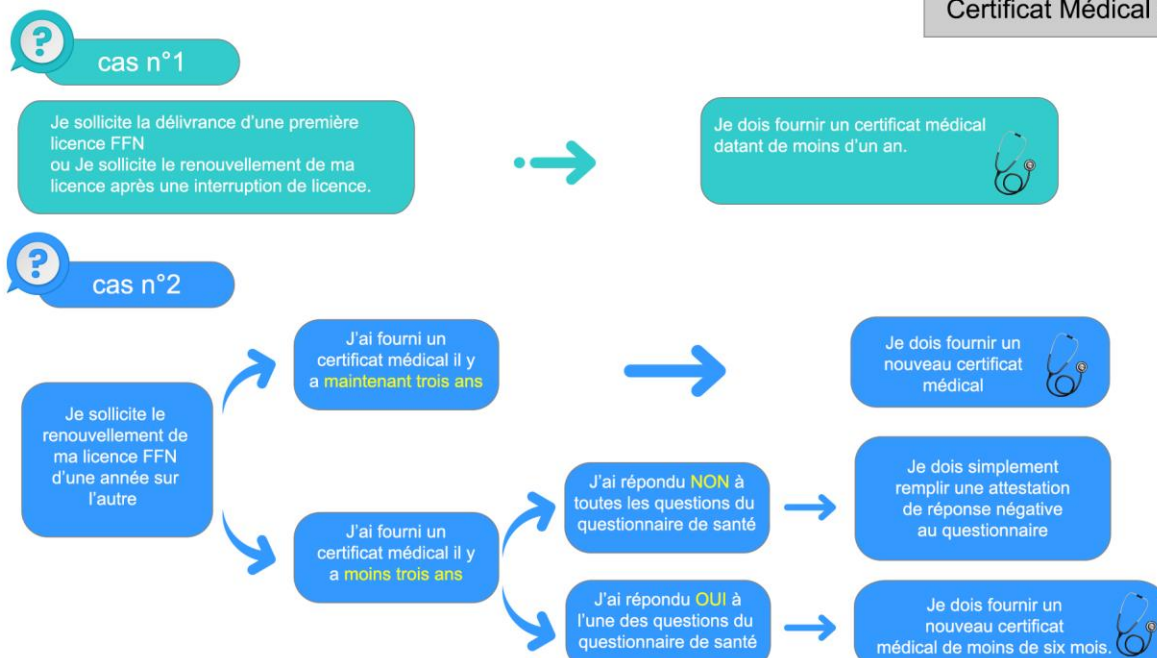 Certificat Médical
?
cas n°1
Je sollicite la délivrance d'une première
licence FFN
ou Je sollicite le renouvellement de ma
licence après une interruption de licence.
Je dois fournir un certificat médical
datant de moins d'un an.
?
cas n°2
Je sollicite le
renouvellement de
ma licence FFN
d'une année sur
l'autre
J'ai fourni un
certificat médical il y
a maintenant trois ans
Je dois fournir un
nouveau certificat
médical
J'ai fourni un
certificat médical il y
a moins trois ans
J'ai répondu NON à
toutes les questions du
questionnaire de santé
Je dois simplement
remplir une attestation
de réponse négative
au questionnaire
J'ai répondu OUI à
l'une des questions du
questionnaire de santé
Je dois fournir un
nouveau certificat
médical de moins de six mois.